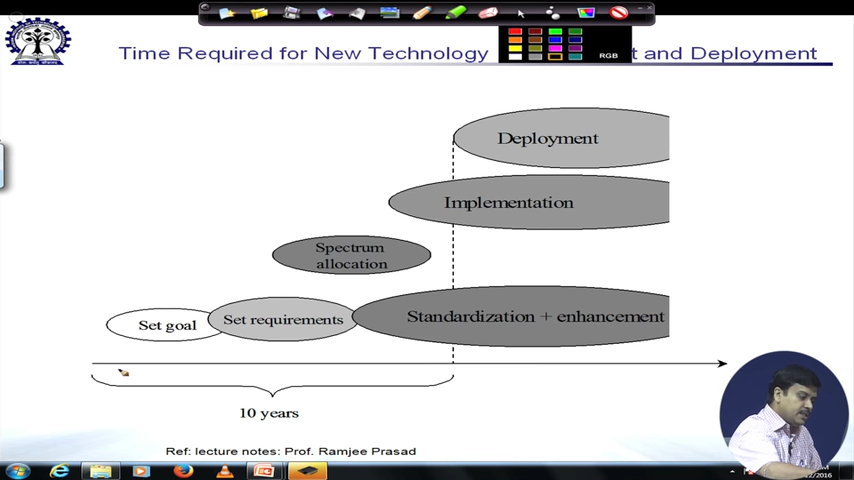 RGB
Time Required for New Technology t and Deployment
Deployment
Implementation
Spectrum
allocation
Set goal
Set requirements
Standardization + enhancement
10 years
Ref: lecture notes: Prof. Ramjee Prasad